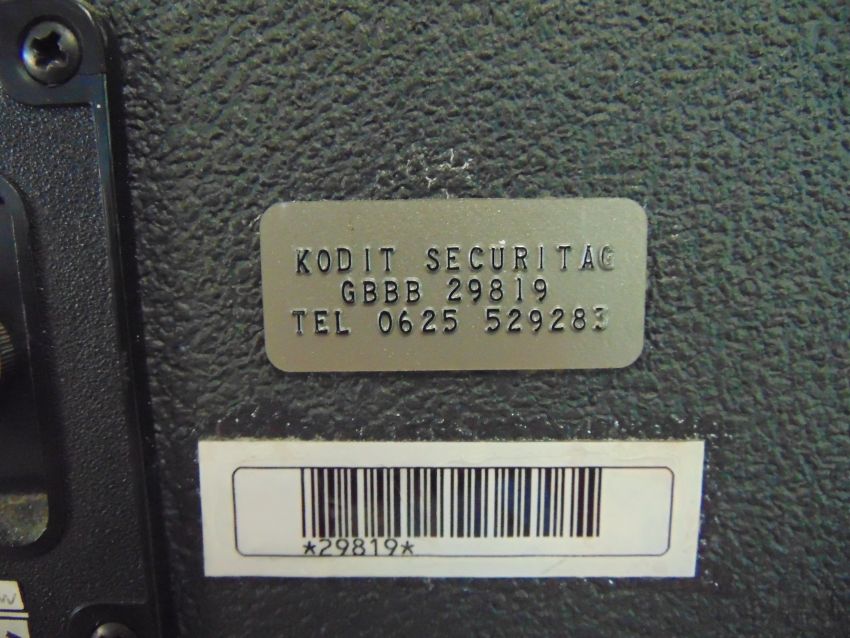 KODIT SECURITAG
GBBB 29819
TEL 0625 529283
*29819*